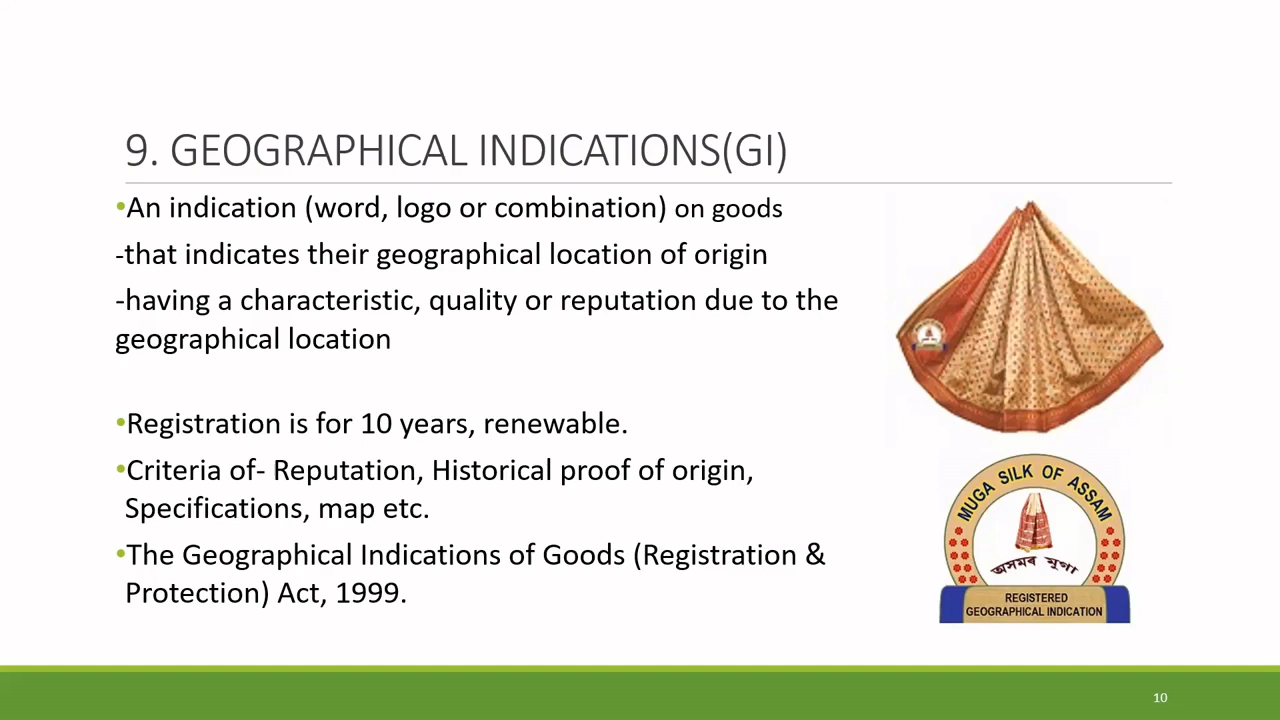 9. GEOGRAPHICAL INDICATIONS(GI)
•An indication (word, logo or combination) on goods
-that indicates their geographical location of origin
-having a characteristic, quality or reputation due to the
geographical location
•Registration is for 10 years, renewable.
•Criteria of- Reputation, Historical proof of origin,
Specifications, map etc.
•The Geographical Indications of Goods (Registration &
Protection) Act, 1999.
MUGA SILK OF ASSAM
অসমৰ মুগা
REGISTERED
GEOGRAPHICAL INDICATION
10